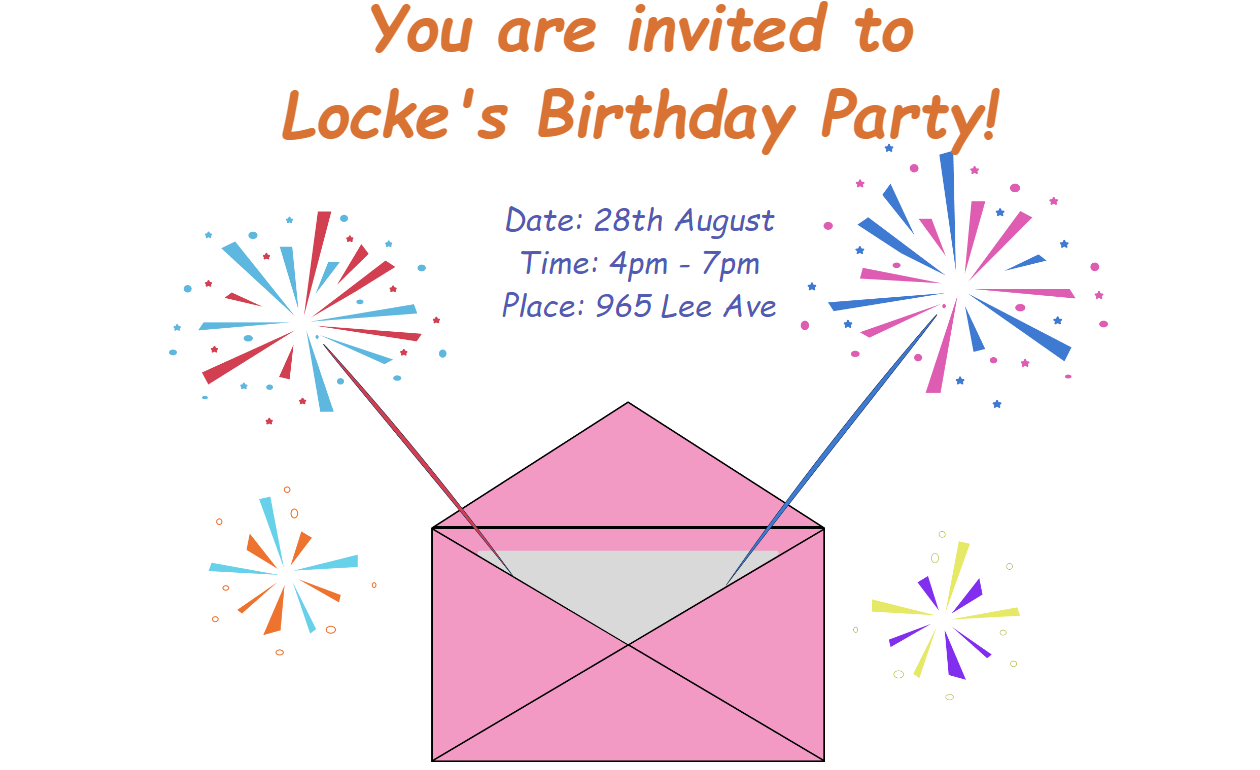 You are invited to
Locke's Birthday Party!
Date: 28th August
Time: 4pm - 7pm
Place: 965 Lee Ave